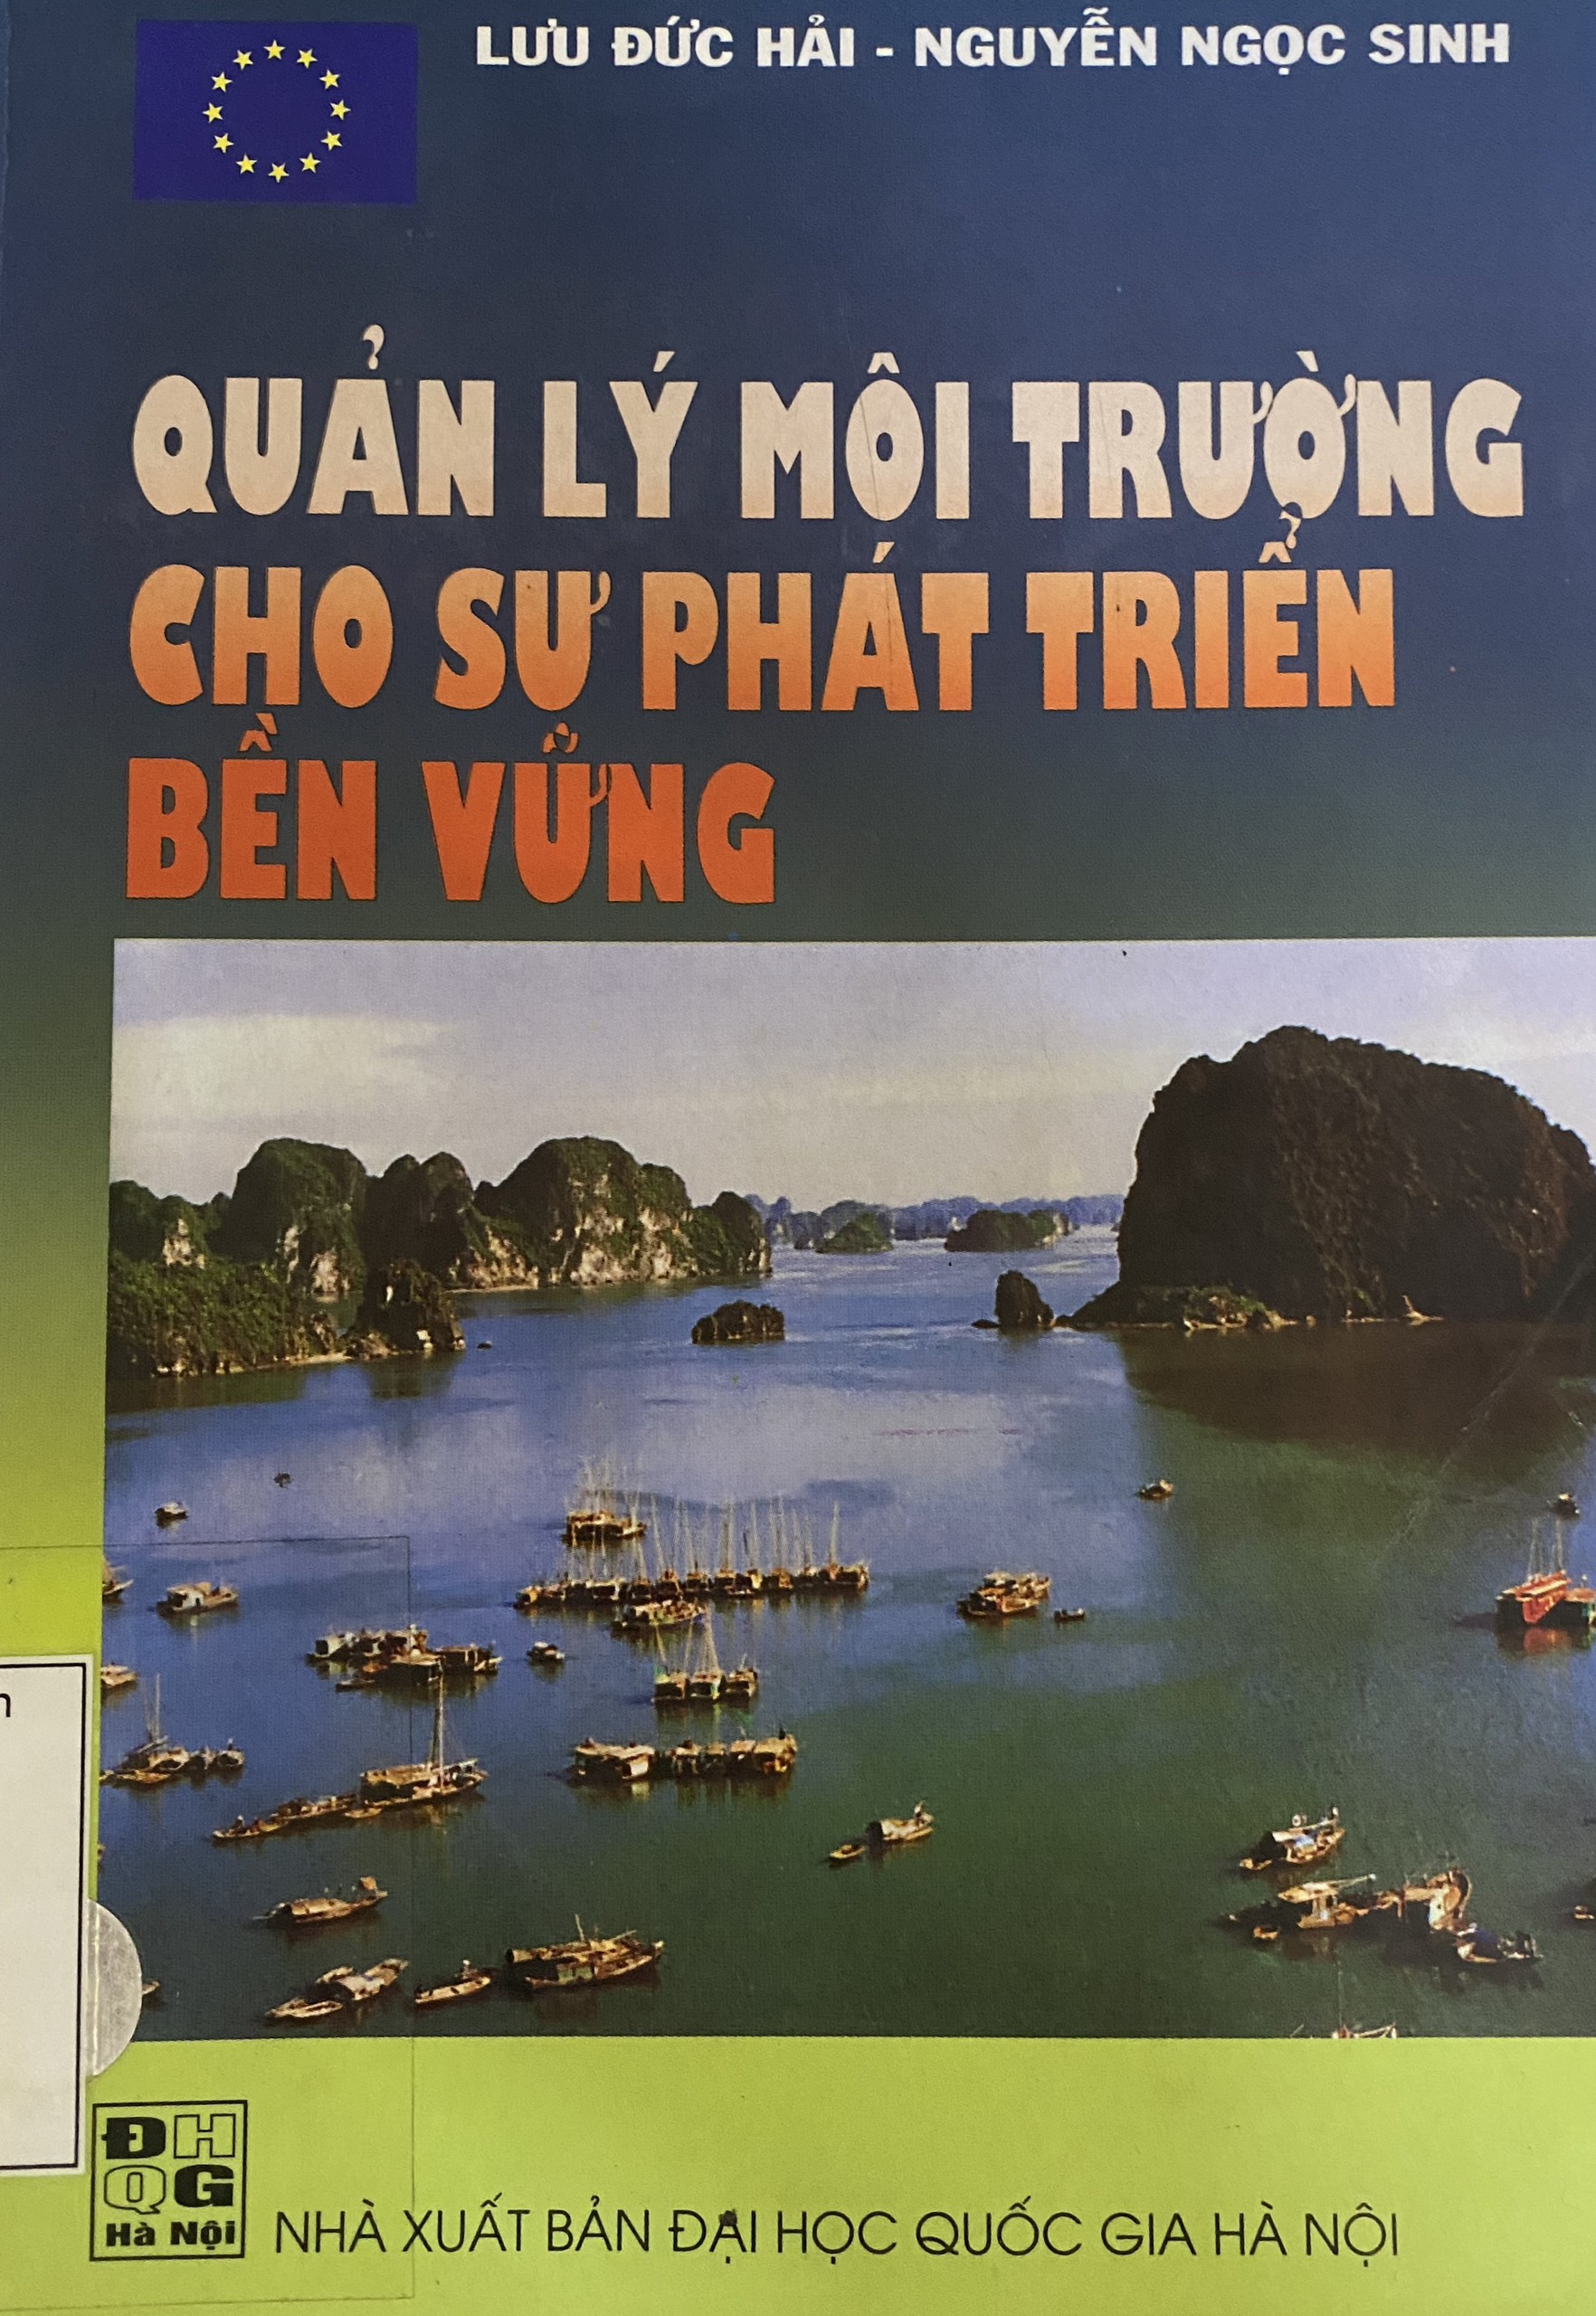 LƯU ĐỨC HẢI - NGUYỄN NGỌC SINH
QUẢN LÝ MÔI TRƯỜNG
CHO SỰ PHÁT TRIỂN
BỀN VỮNG
ĐH
QG
Hà Nội
NHÀ XUẤT BẢN ĐẠI HỌC QUỐC GIA HÀ NỘI